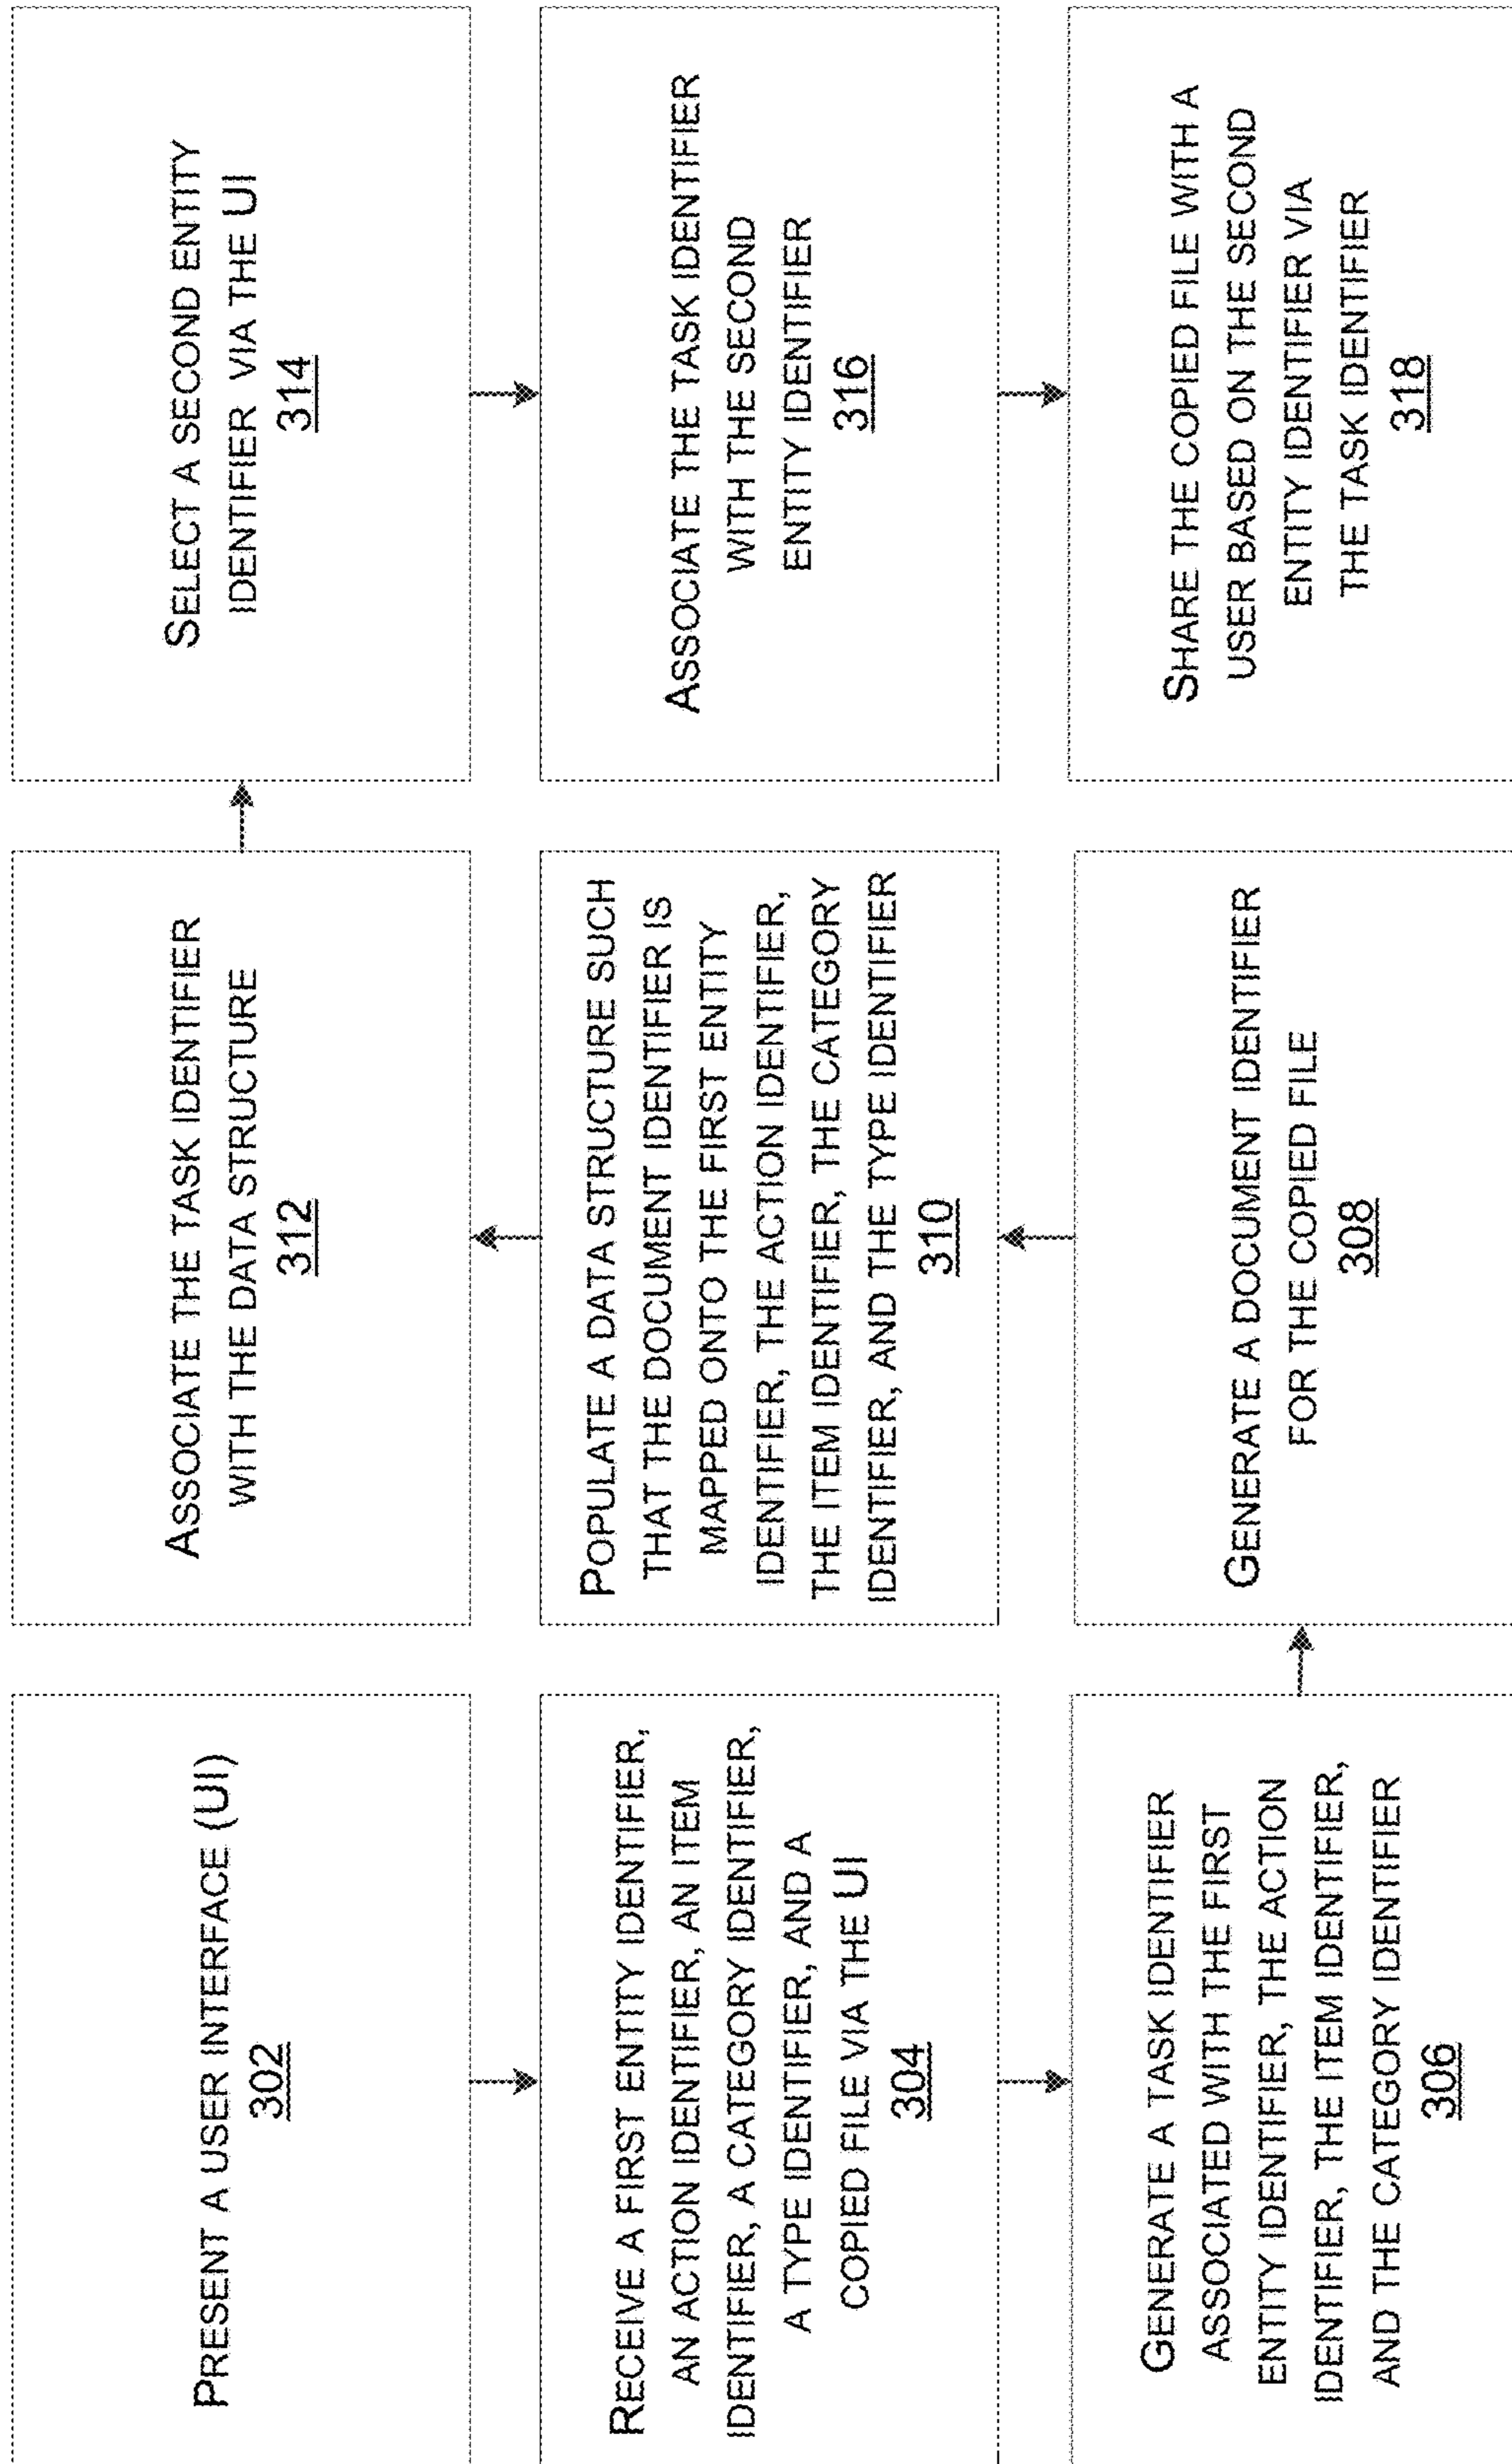 PRESENT A USER INTERFACE (UI)
302
RECEIVE A FIRST ENTITY IDENTIFIER,
AN ACTION IDENTIFIER, AN ITEM
IDENTIFIER, A CATEGORY IDENTIFIER,
A TYPE IDENTIFIER, AND A
COPIED FILE VIA THE UI
304
GENERATE A TASK IDENTIFIER
ASSOCIATED WITH THE FIRST
ENTITY IDENTIFIER, THE ACTION
IDENTIFIER, THE ITEM IDENTIFIER,
AND THE CATEGORY IDENTIFIER
306
GENERATE A DOCUMENT IDENTIFIER
FOR THE COPIED FILE
308
POPULATE A DATA STRUCTURE SUCH
THAT THE DOCUMENT IDENTIFIER IS
MAPPED ONTO THE FIRST ENTITY
IDENTIFIER, THE ACTION IDENTIFIER,
THE ITEM IDENTIFIER, THE CATEGORY
IDENTIFIER, AND THE TYPE IDENTIFIER
310
ASSOCIATE THE TASK IDENTIFIER
WITH THE DATA STRUCTURE
312
SELECT A SECOND ENTITY
IDENTIFIER VIA THE UI
314
ASSOCIATE THE TASK IDENTIFIER
WITH THE SECOND
ENTITY IDENTIFIER
316
SHARE THE COPIED FILE WITH A
USER BASED ON THE SECOND
ENTITY IDENTIFIER VIA
THE TASK IDENTIFIER
318